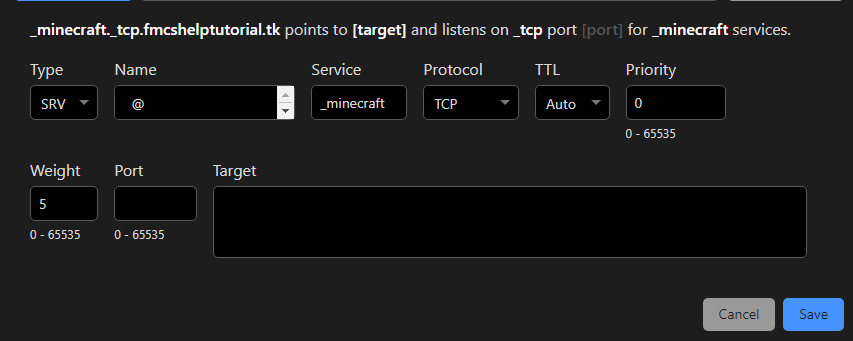 _minecraft._tcp.fmcshelptutorial.tk points to [target] and listens on _tcp port [port] for _minecraft services.
Type Name Service Protocol TTL Priority
SRV @ _minecraft TCP Auto 0
0 - 65535
Weight Port Target
5
0 - 65535 0 - 65535
Cancel Save